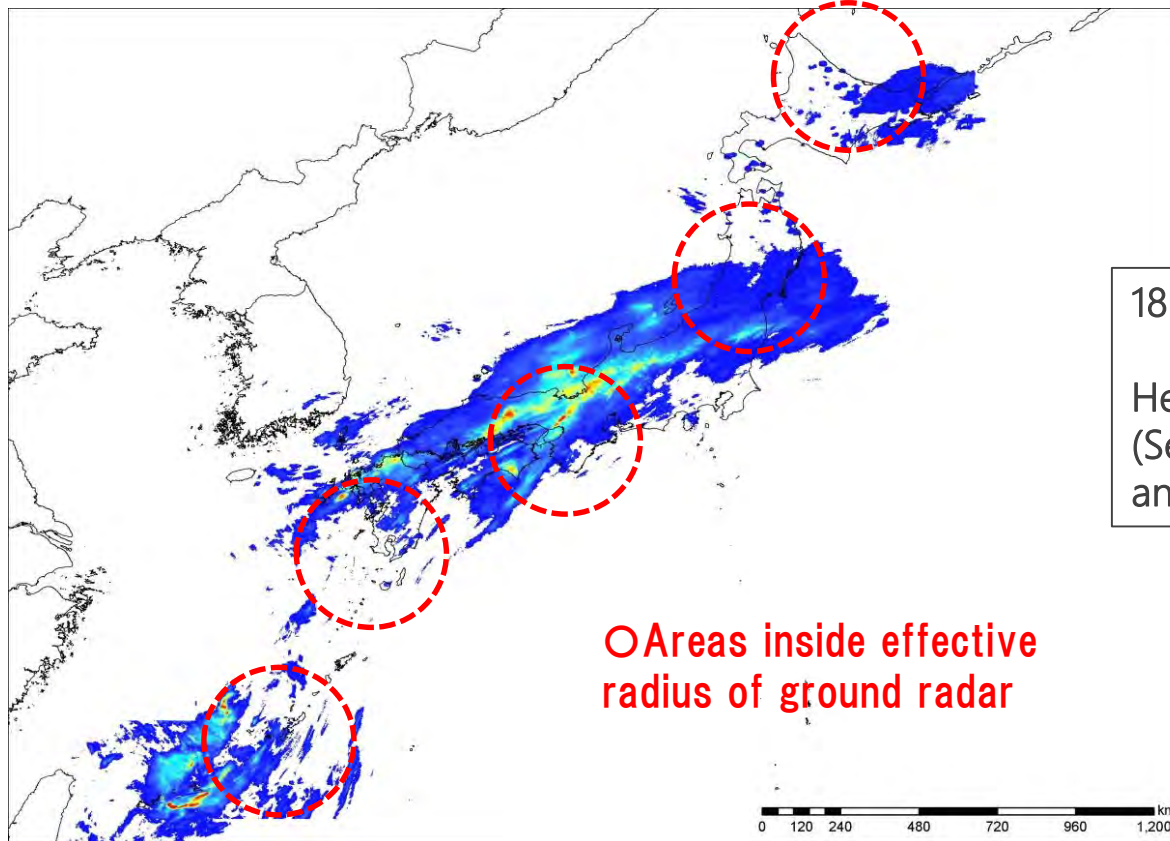 18
He
(Se
an
○Areas inside effective
radius of ground radar
km
0 120 240 480 720 960 1,200